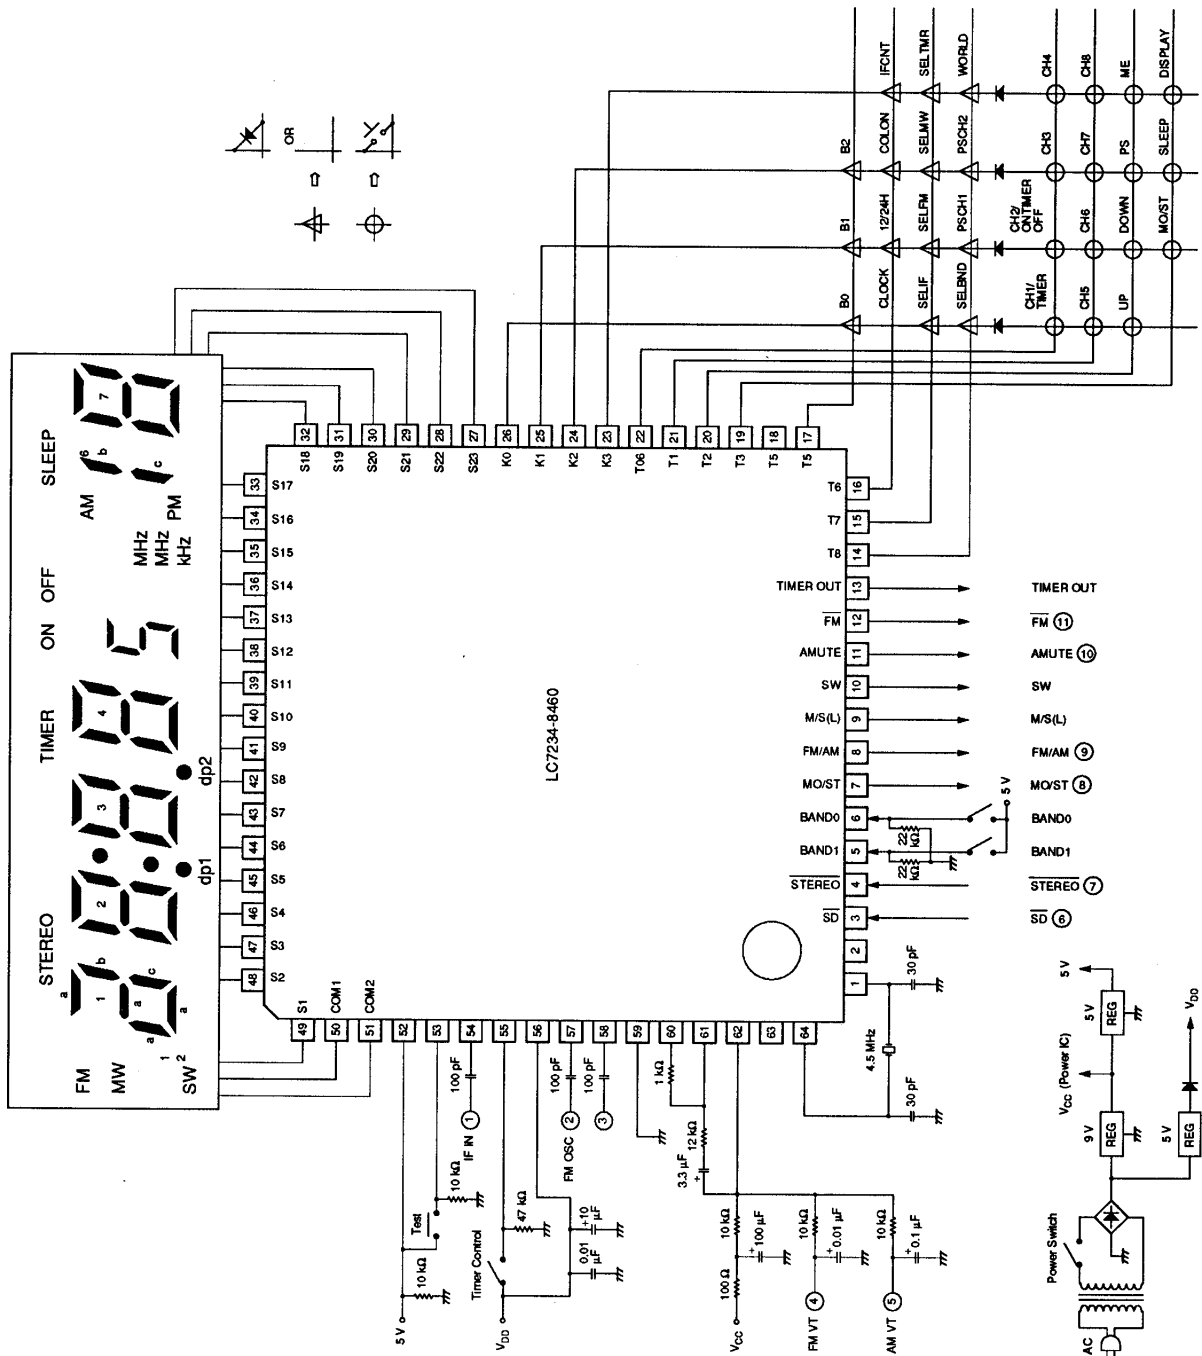 STEREO TIMER ON OFF SLEEP
FM
MW
SW 1 2
a
1
b
a
c
a
a
2
3
4
dp1
dp2
MHz
MHz
kHz
AM
PM
6
b
c
7
OR
49 S1
50 COM1
51 COM2
52
53
54
55
56
57
58
59
60
61
62
63
64
48 S2
47 S3
46 S4
45 S5
44 S6
43 S7
42 S8
41 S9
40 S10
39 S11
38 S12
37 S13
36 S14
35 S15
34 S16
33 S17
32 S18
31 S19
30 S20
29 S21
28 S22
27 S23
26 K0
25 K1
24 K2
23 K3
22 T06
21 T1
20 T2
19 T3
18 T5
17 T5
LC7234-8460
T6 16
T7 15
T8 14
TIMER OUT 13 TIMER OUT
FM 12 FM 11
AMUTE 11 AMUTE 10
SW 10 SW
M/S(L) 9 M/S(L)
FM/AM 8 FM/AM 9
MO/ST 7 MO/ST 8
BAND0 6 BAND0
BAND1 5 BAND1
STEREO 4 STEREO 7
SD 3 SD 6
2
1
22 kΩ
22 kΩ
5 V
30 pF
4.5 MHz
30 pF
B0 B1 B2
CLOCK 12/24H COLON IFCNT
SELIF SELFM SELMW SELTMR
SELBND PSCH1 PSCH2 WORLD
CH1/ TIMER
CH2/ ONTIMER OFF
CH3 CH4
CH5 CH6 CH7 CH8
UP DOWN PS ME
MO/ST SLEEP DISPLAY
5 V
10 kΩ
Test
10 kΩ
100 pF
IF IN 1
Timer Control
VDD
47 kΩ
0.01 µF
+10 µF
100 pF
FM OSC 2
100 pF
3
1 kΩ
12 kΩ
3.3 µF
+
VCC
100 Ω
10 kΩ
+ 100 µF
FM VT 4
10 kΩ
+ 0.01 µF
AM VT 5
10 kΩ
+ 0.1 µF
AC
Power Switch
9 V
REG
VCC (Power IC)
5 V
REG
5 V
5 V
REG
VDD